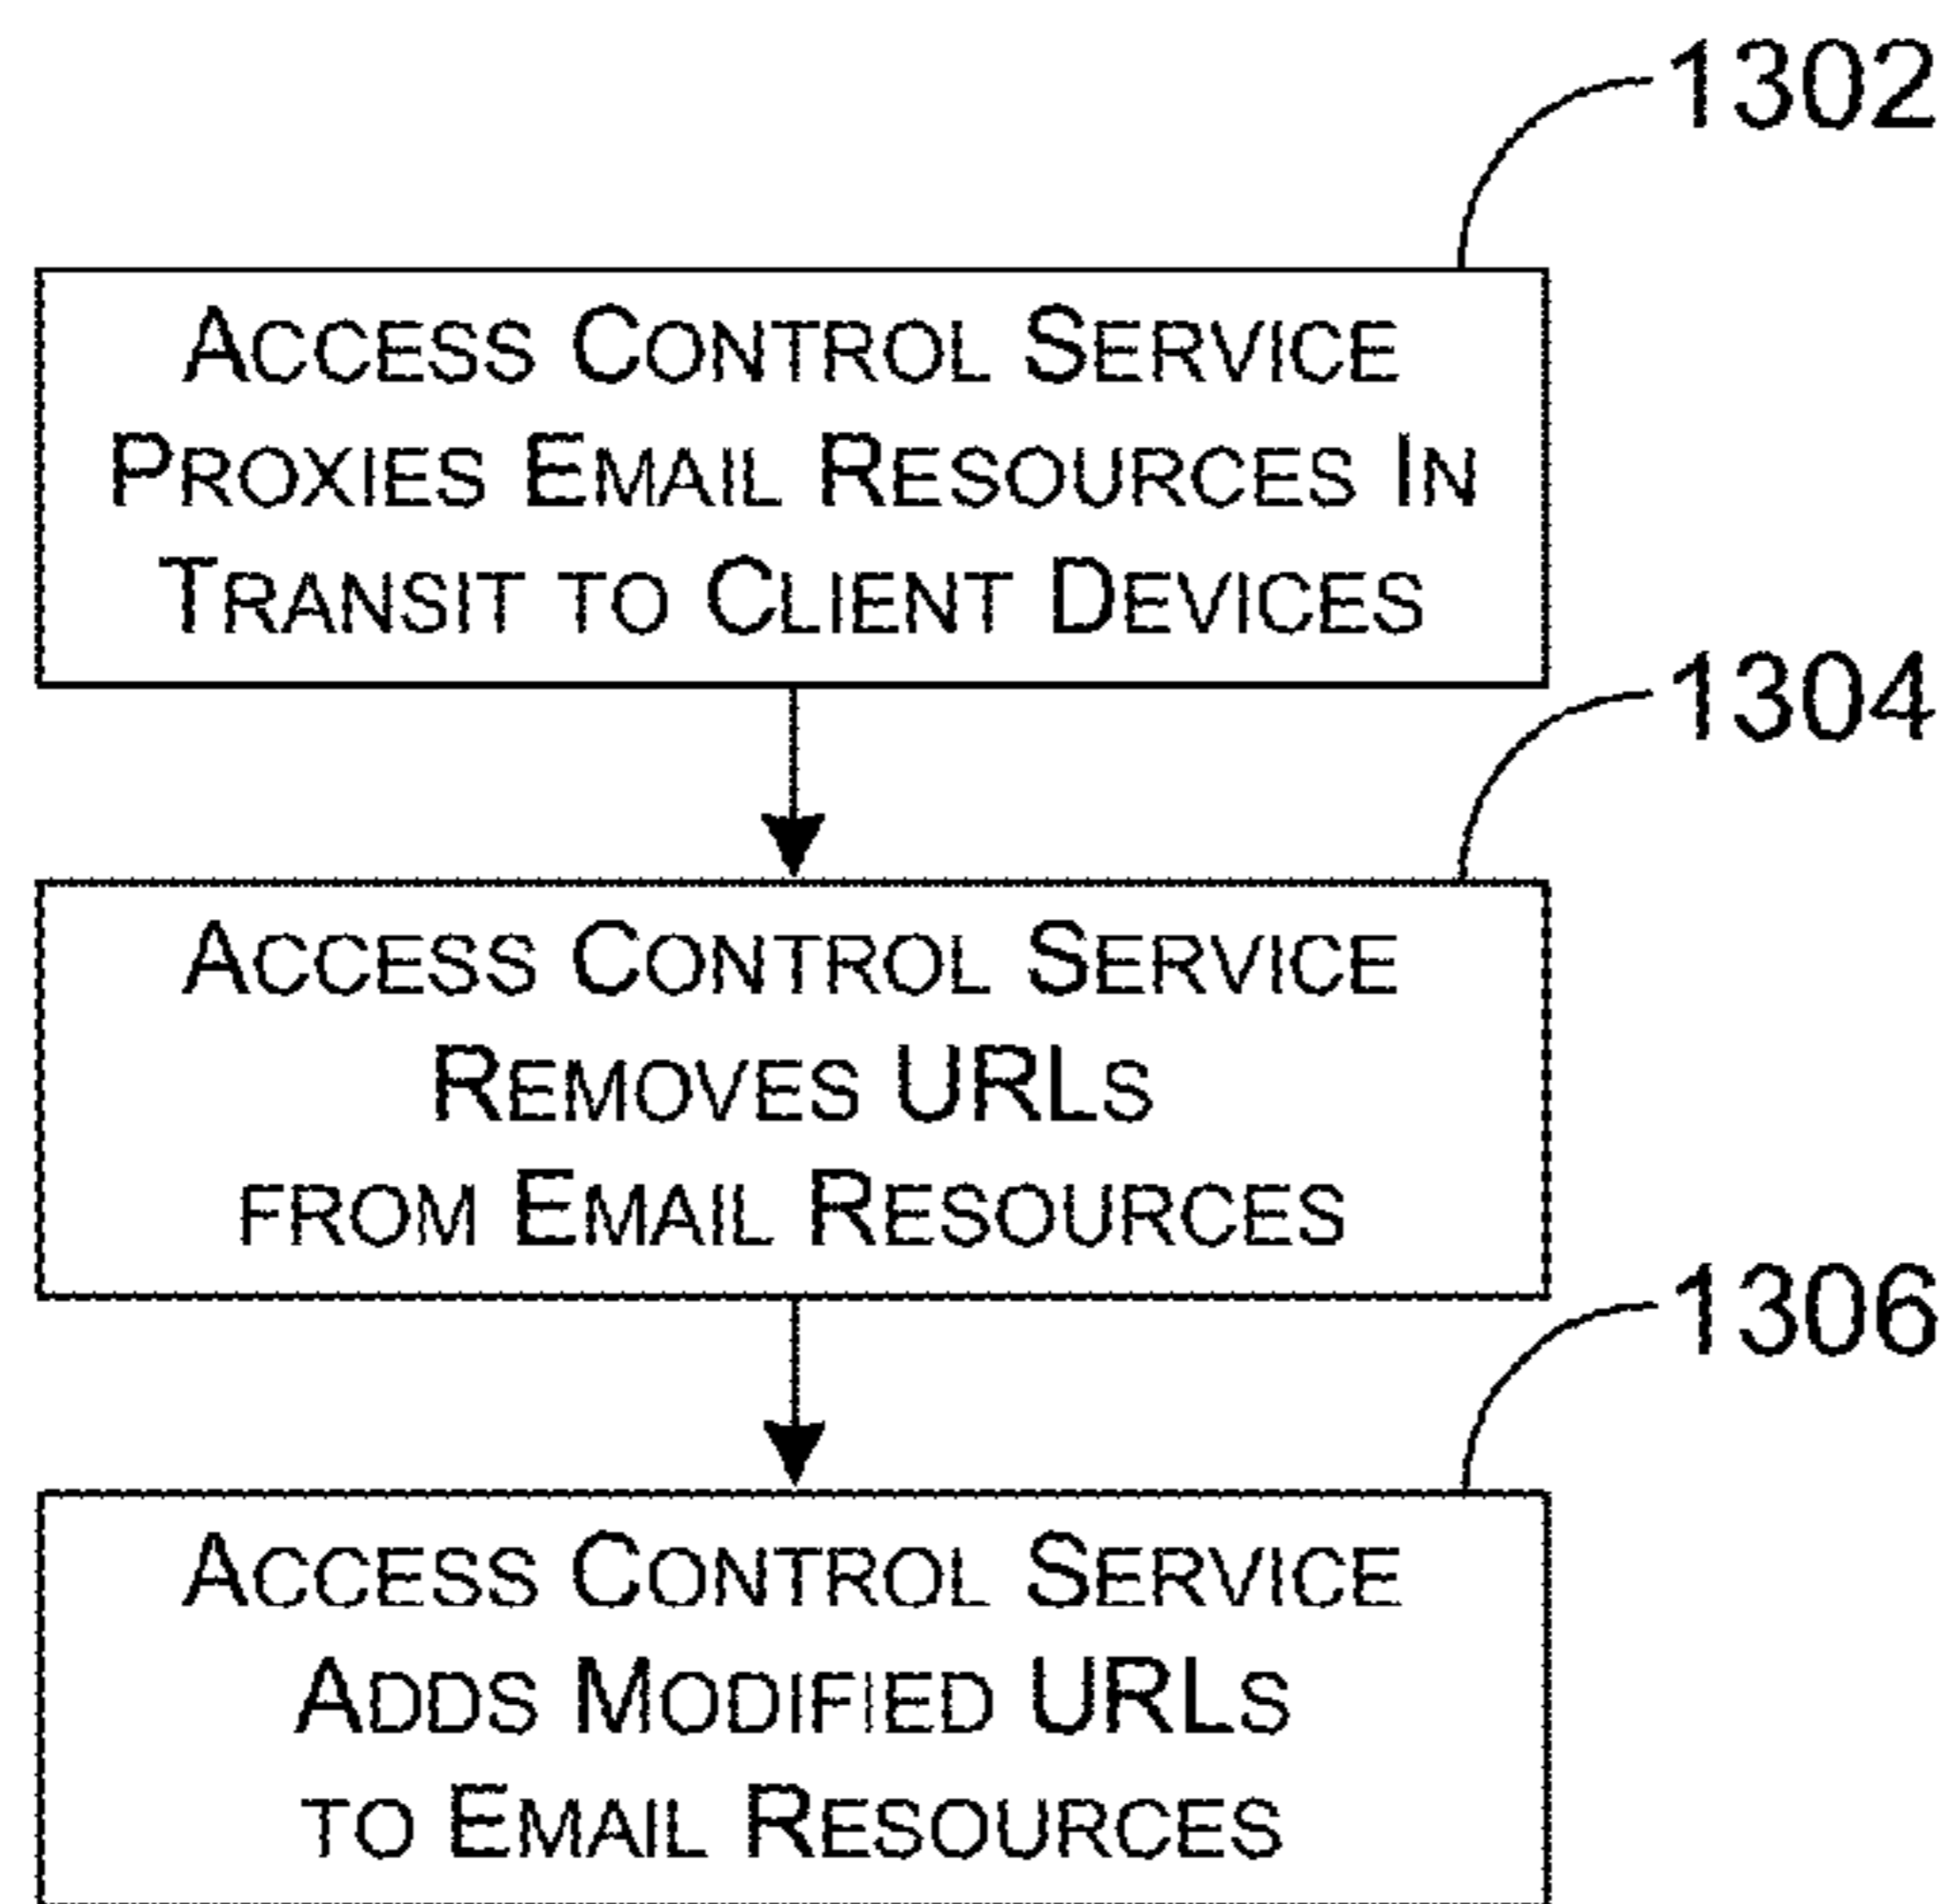 1302
ACCESS CONTROL SERVICE
PROXIES EMAIL RESOURCES IN
TRANSIT TO CLIENT DEVICES
1304
ACCESS CONTROL SERVICE
REMOVES URLS
FROM EMAIL RESOURCES
1306
ACCESS CONTROL SERVICE
ADDS MODIFIED URLS
TO EMAIL RESOURCES